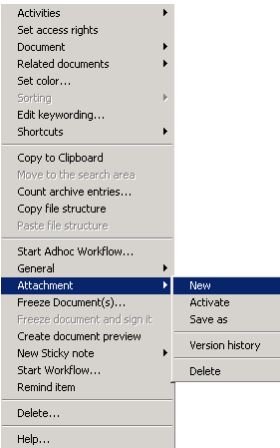 Activities
Set access rights
Document
Related documents
Set color...
Sorting
Edit keywording...
Shortcuts
Copy to Clipboard
Move to the search area
Count archive entries...
Copy file structure
Paste file structure
Start Adhoc Workflow...
General
Attachment
New
Freeze Document(s)...
Activate
Freeze document and sign it
Save as
Create document preview
New Sticky note
Version history
Start Workflow...
Delete
Remind item
Delete...
Help...